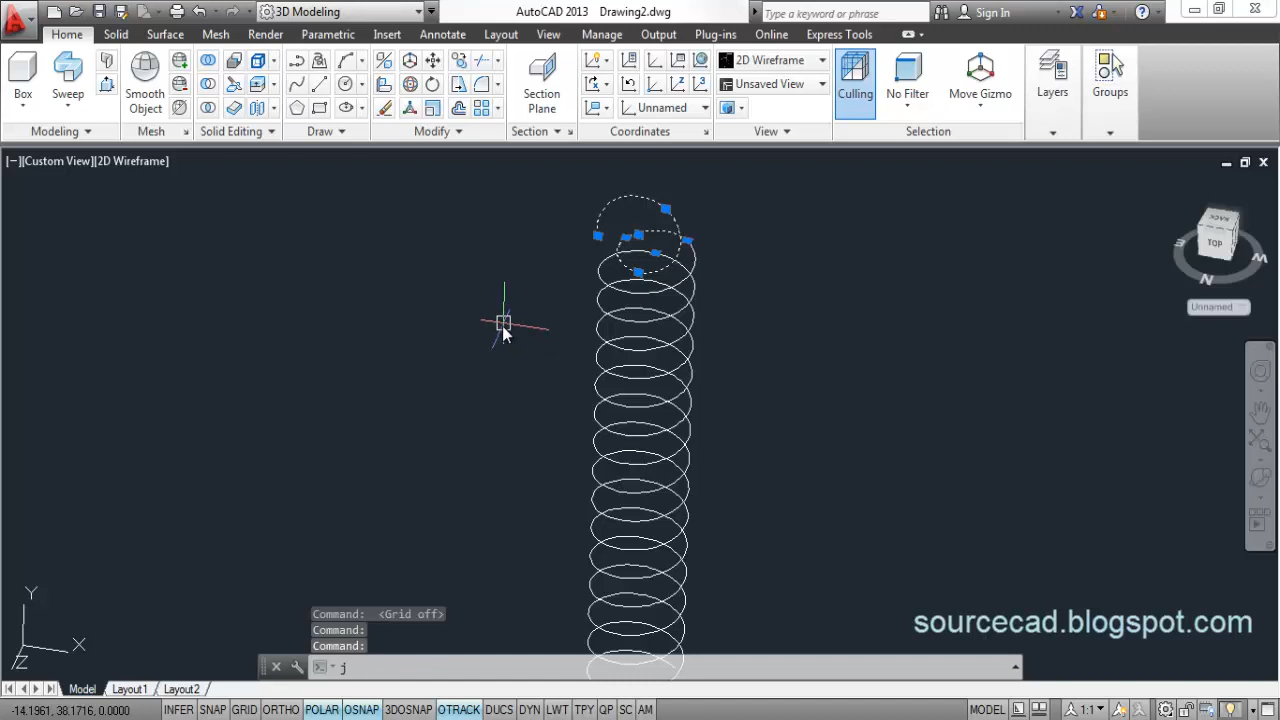 3D Modeling
AutoCAD 2013 Drawing2.dwg
Type a keyword or phrase
Sign In
Home Solid Surface Mesh Render Parametric Insert Annotate Layout View Manage Output Plug-ins Online Express Tools
Box
Sweep
Smooth Object
Section Plane
Unnamed
2D Wireframe
Unsaved View
Culling
No Filter
Move Gizmo
Layers
Groups
Modeling Mesh Solid Editing Draw Modify Section Coordinates View Selection
[−][Custom View][2D Wireframe]
BACK
TOP
S W N
Unnamed
Y
X
Z
Command: <Grid off>
Command:
Command:
j
sourcecad.blogspot.com
Model Layout1 Layout2
-14.1961, 38.1716, 0.0000 INFER SNAP GRID ORTHO POLAR OSNAP 3DOSNAP OTRACK DUCS DYN LWT TPY QP SC AM MODEL 1:1